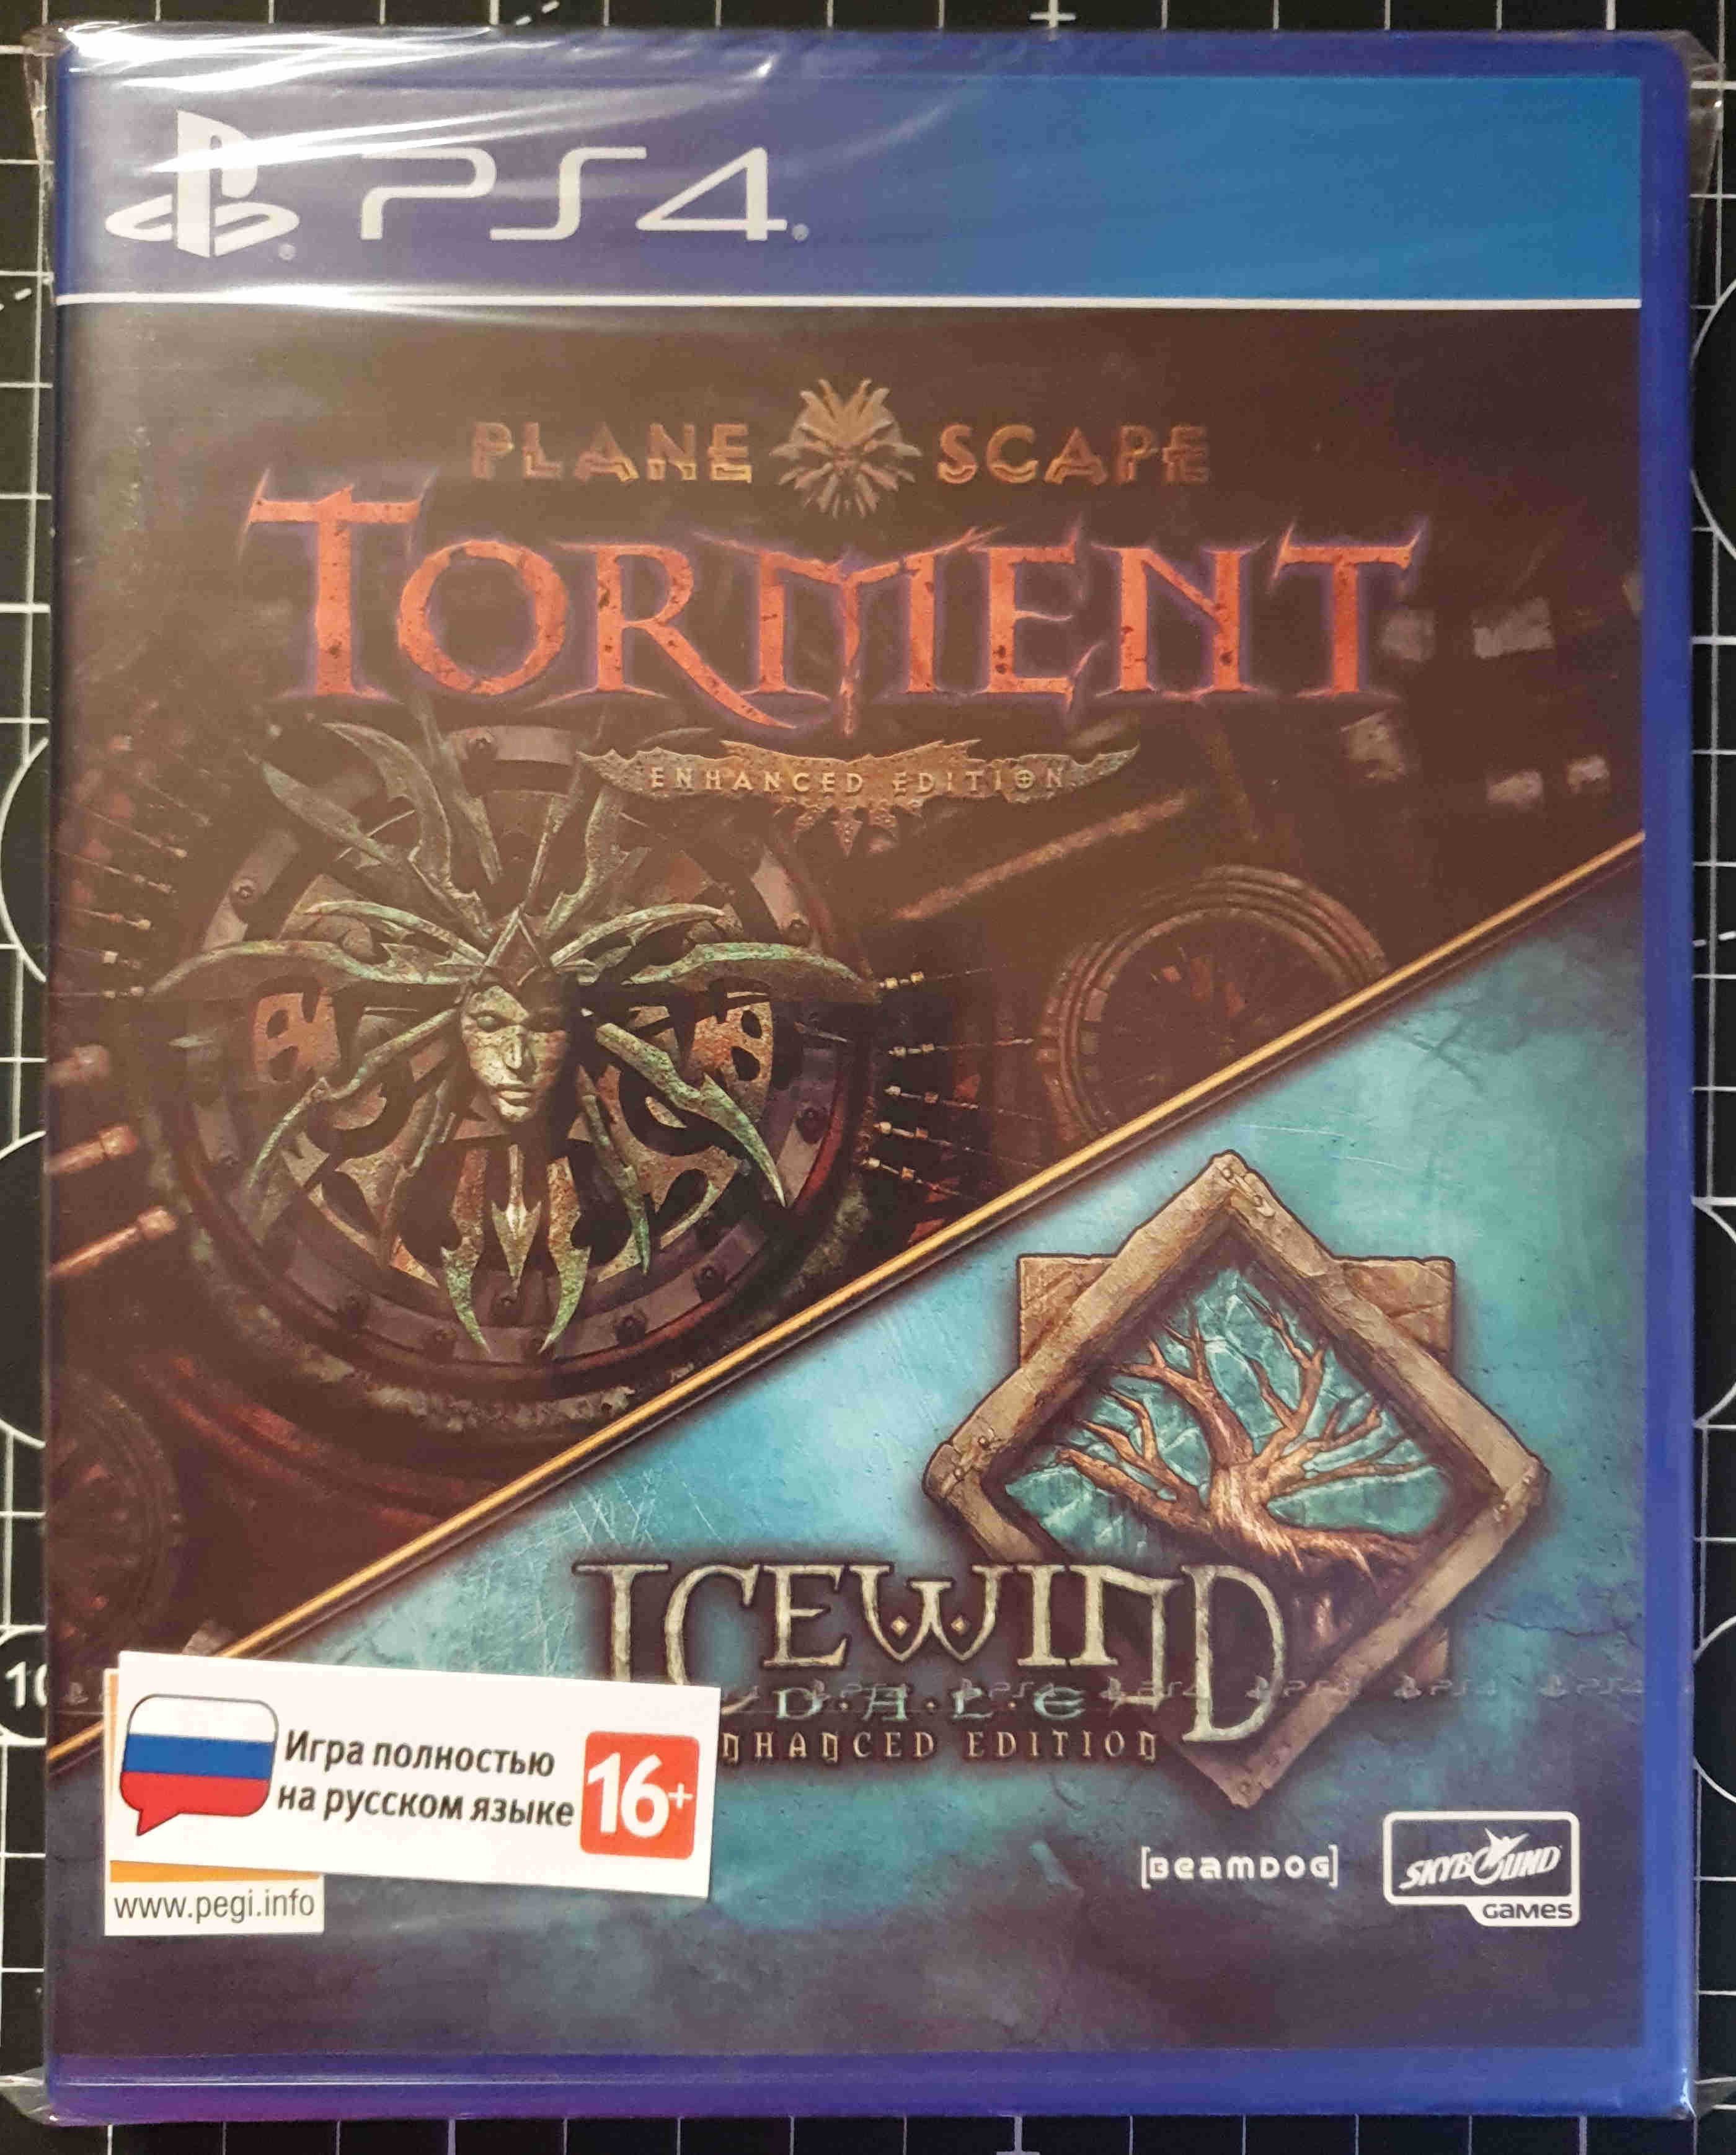 PS4
PLANE SCAPE
TORMENT
ENHANCED EDITION
ICEWIND
DALE
NHANCED EDITION
Игра полностью
на русском языке
16+
www.pegi.info
BEAMDOG
SKYBOUND
GAMES